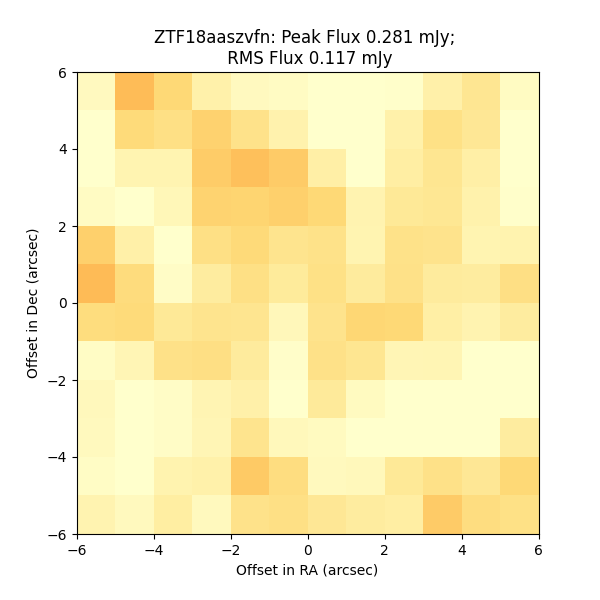 ZTF18aaszvfn: Peak Flux 0.281 mJy;
RMS Flux 0.117 mJy
6
4
2
0
−2
−4
−6
Offset in Dec (arcsec)
−6 −4 −2 0 2 4 6
Offset in RA (arcsec)